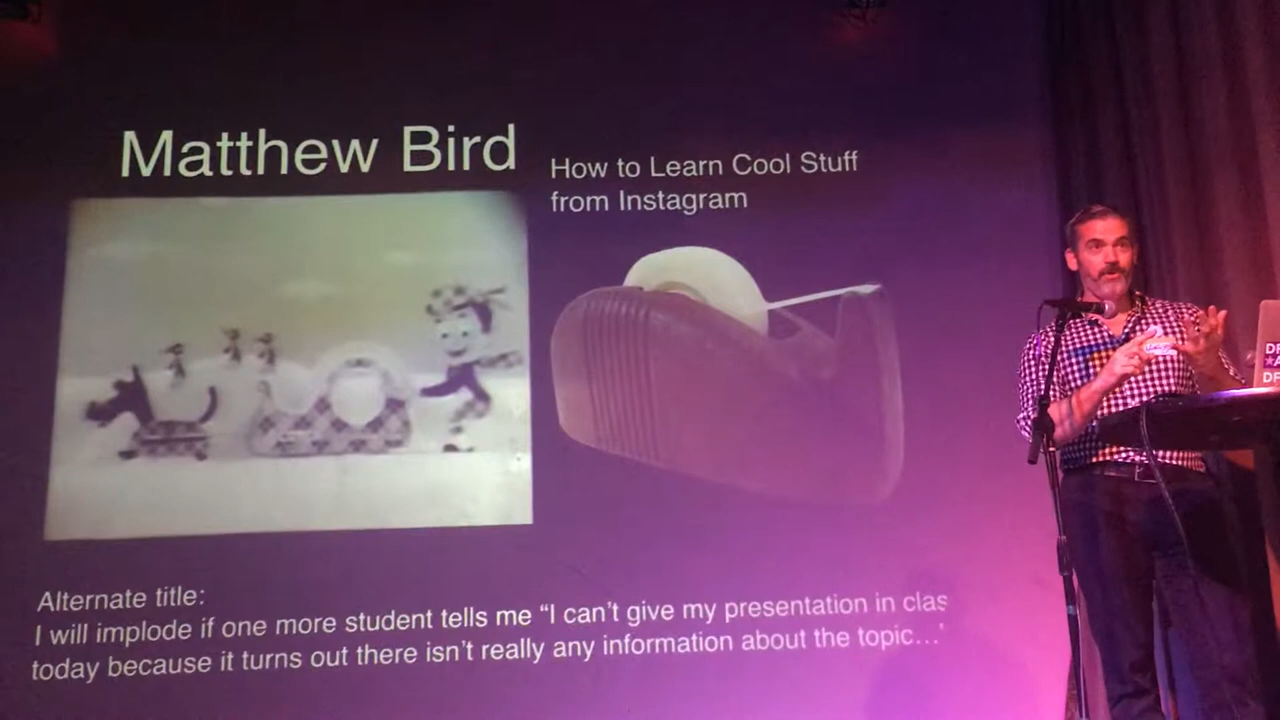 Matthew Bird
How to Learn Cool Stuff
from Instagram
Alternate title:
I will implode if one more student tells me “I can’t give my presentation in clas
today because it turns out there isn’t really any information about the topic…’
DF